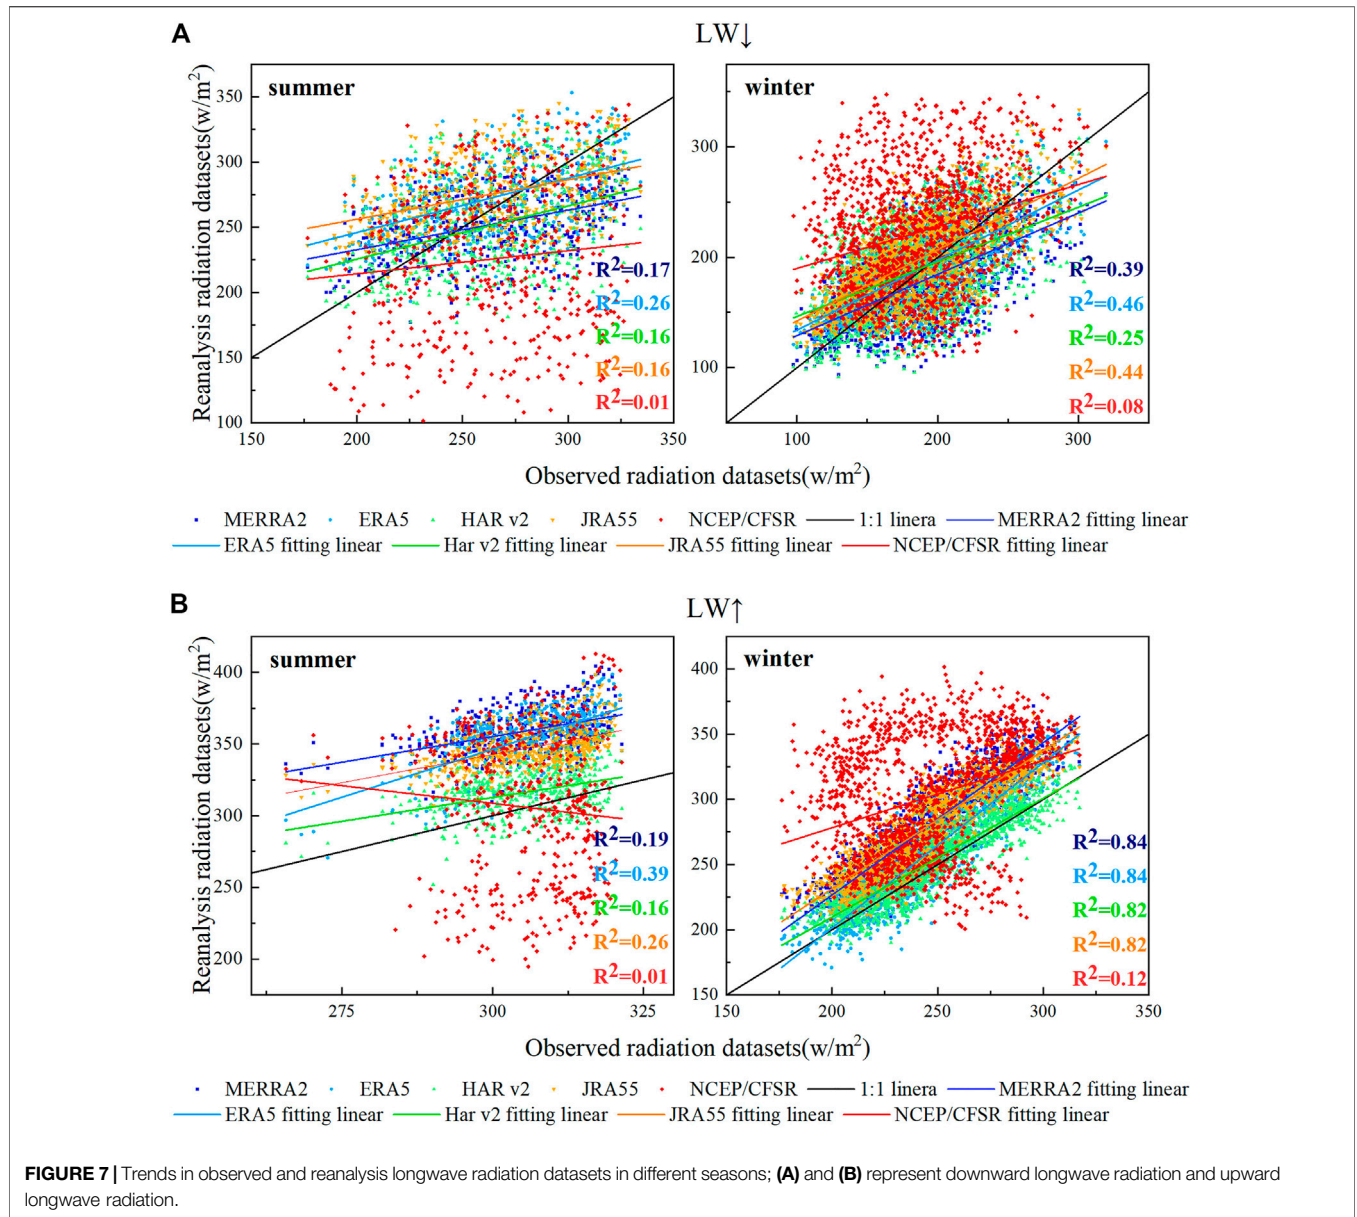 A
LW↓
summer
winter
Reanalysis radiation datasets(w/m²)
350
300
250
200
150
100
350
300
250
200
150
100
R²=0.17
R²=0.26
R²=0.16
R²=0.16
R²=0.01
R²=0.39
R²=0.46
R²=0.25
R²=0.44
R²=0.08
150 200 250 300 350
100 200 300
Observed radiation datasets(w/m²)
MERRA2 ERA5 HAR v2 JRA55 NCEP/CFSR 1:1 linera MERRA2 fitting linear
ERA5 fitting linear Har v2 fitting linear JRA55 fitting linear NCEP/CFSR fitting linear
B
LW↑
summer
winter
Reanalysis radiation datasets(w/m²)
400
350
300
250
200
400
350
300
250
200
150
R²=0.19
R²=0.39
R²=0.16
R²=0.26
R²=0.01
R²=0.84
R²=0.84
R²=0.82
R²=0.82
R²=0.12
275 300 325
150 200 250 300 350
Observed radiation datasets(w/m²)
MERRA2 ERA5 HAR v2 JRA55 NCEP/CFSR 1:1 linera MERRA2 fitting linear
ERA5 fitting linear Har v2 fitting linear JRA55 fitting linear NCEP/CFSR fitting linear
FIGURE 7 | Trends in observed and reanalysis longwave radiation datasets in different seasons; (A) and (B) represent downward longwave radiation and upward
longwave radiation.